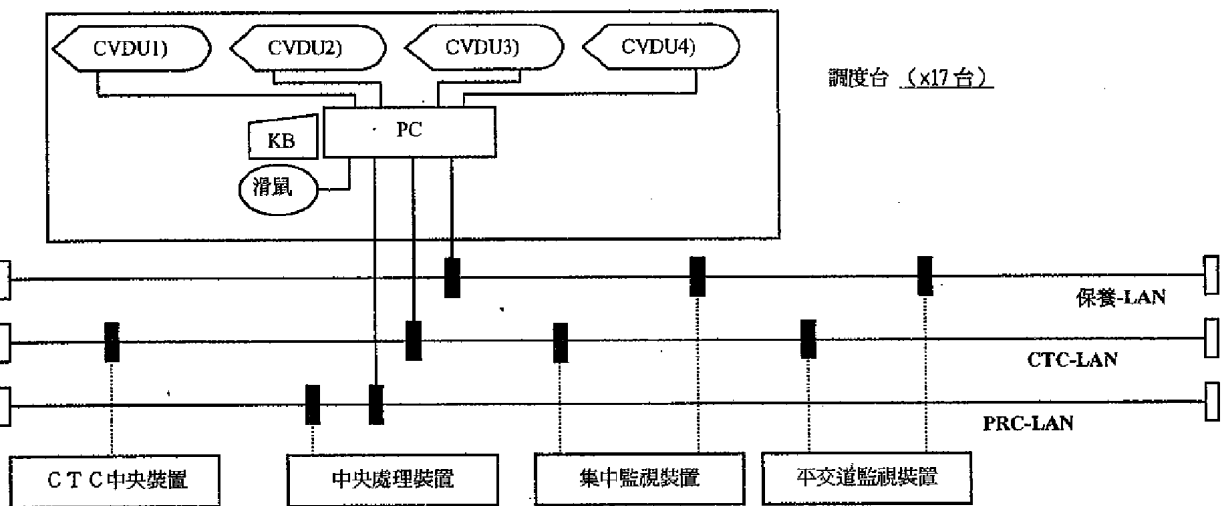 CVDU1)
CVDU2)
CVDU3)
CVDU4)
調度台 (x17台)
PC
KB
滑鼠
保養-LAN
CTC-LAN
PRC-LAN
CTC中央裝置
中央處理裝置
集中監視裝置
平交道監視裝置